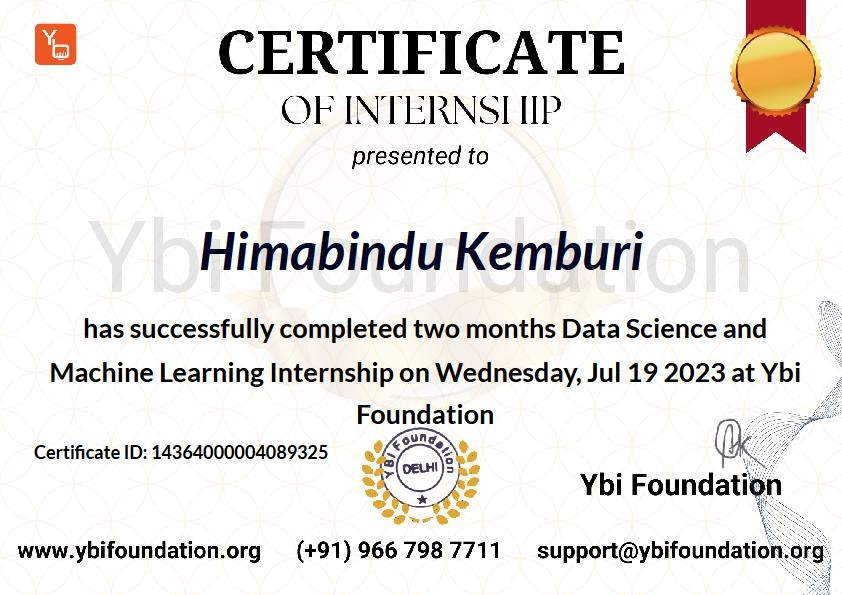 CERTIFICATE
OF INTERNSHIP
presented to
Ybi Foundation
Himabindu Kemburi
has successfully completed two months Data Science and
Machine Learning Internship on Wednesday, Jul 19 2023 at Ybi
Foundation
Certificate ID: 14364000004089325
YBI Foundation
DELHI
Ybi Foundation
www.ybifoundation.org (+91) 966 798 7711 support@ybifoundation.org